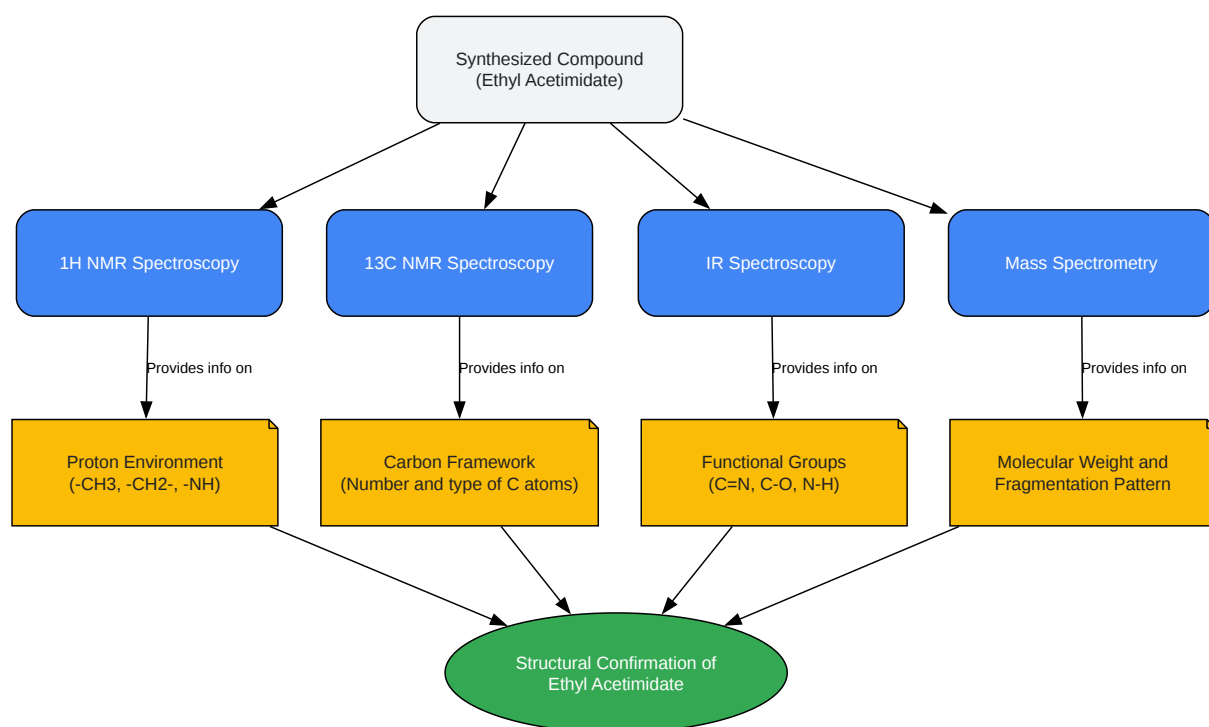 Synthesized Compound
(Ethyl Acetimidate)
1H NMR Spectroscopy
13C NMR Spectroscopy
IR Spectroscopy
Mass Spectrometry
Provides info on
Provides info on
Provides info on
Provides info on
Proton Environment
(-CH3, -CH2-, -NH)
Carbon Framework
(Number and type of C atoms)
Functional Groups
(C=N, C-O, N-H)
Molecular Weight and
Fragmentation Pattern
Structural Confirmation of
Ethyl Acetimidate